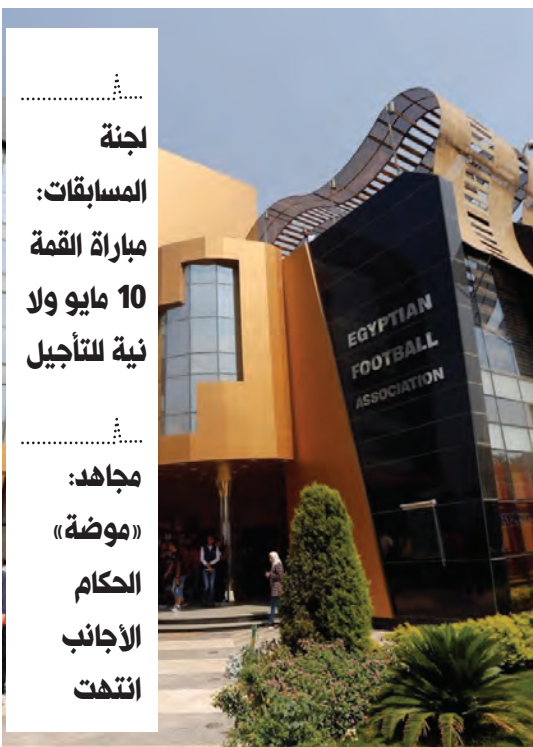 لجنة
المسابقات:
مباراة القمة
10 مايو ولا
نية للتأجيل
مجاهد:
«موضة»
الحكام
الأجانب
انتهت
EGYPTIAN
FOOTBALL
ASSOCIATION